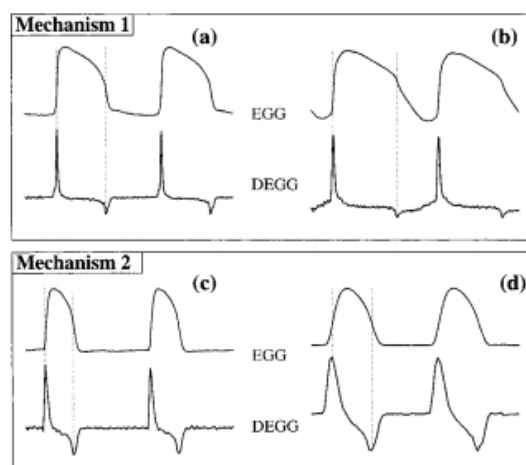 Mechanism 1
(a) (b)
EGG
DEGG
Mechanism 2
(c) (d)
EGG
DEGG